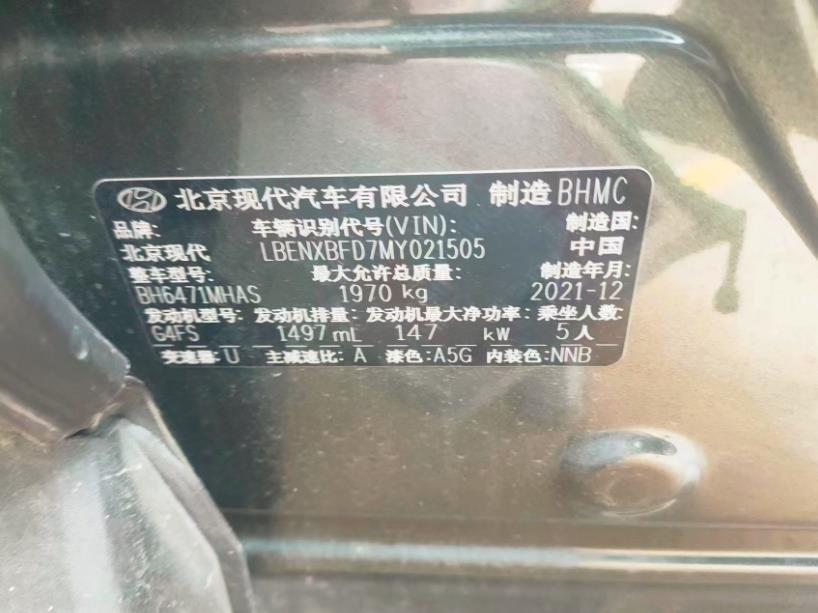 北京现代汽车有限公司 制造 BHMC
品牌: 车辆识别代号(VIN): 制造国:
北京现代 LBENXBFD7MY021505 中国
整车型号: 最大允许总质量: 制造年月:
BH6471MHAS 1970 kg 2021-12
发动机型号: 发动机排量: 发动机最大净功率: 乘坐人数:
G4FS 1497 mL 147 kW 5人
变速器: U 主减速比: A 漆色: A5G 内装色: NNB